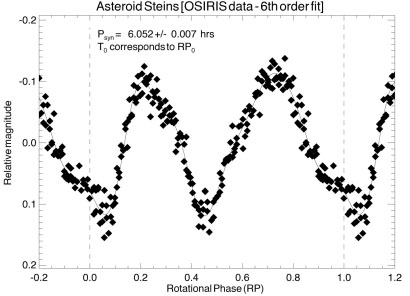 Asteroid Steins [OSIRIS data - 6th order fit]
P_syn = 6.052 +/- 0.007 hrs
T_0 corresponds to RP_0
-0.2
-0.1
0.0
0.1
0.2
Relative magnitude
-0.2
0.0
0.2
0.4
0.6
0.8
1.0
1.2
Rotational Phase (RP)